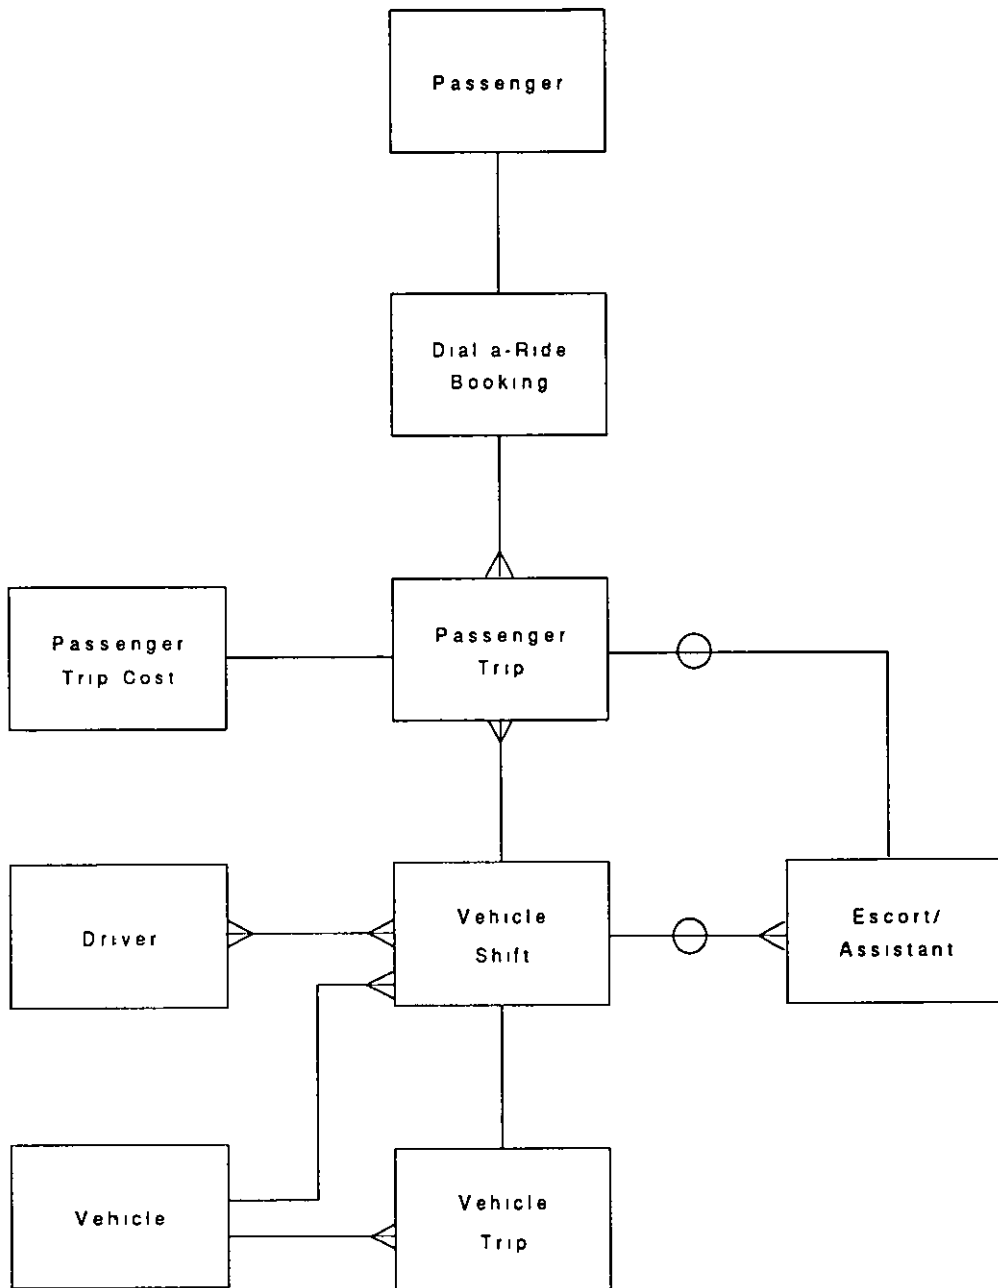 Passenger
Dial a-Ride
Booking
Passenger
Trip Cost
Passenger
Trip
Driver
Vehicle
Shift
Escort/
Assistant
Vehicle
Vehicle
Trip